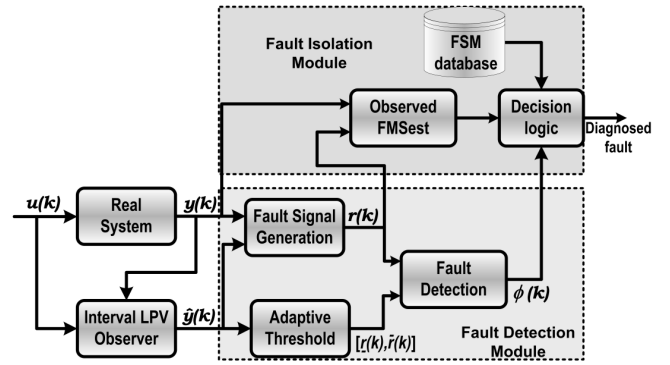 Fault Isolation
Module
FSM
database
Observed
FMSest
Decision
logic
Diagnosed
fault
u(k)
Real
System
y(k)
Fault Signal
Generation
r(k)
Fault
Detection
ϕ(k)
Interval LPV
Observer
ŷ(k)
Adaptive
Threshold
[r̲(k),r̄(k)]
Fault Detection
Module